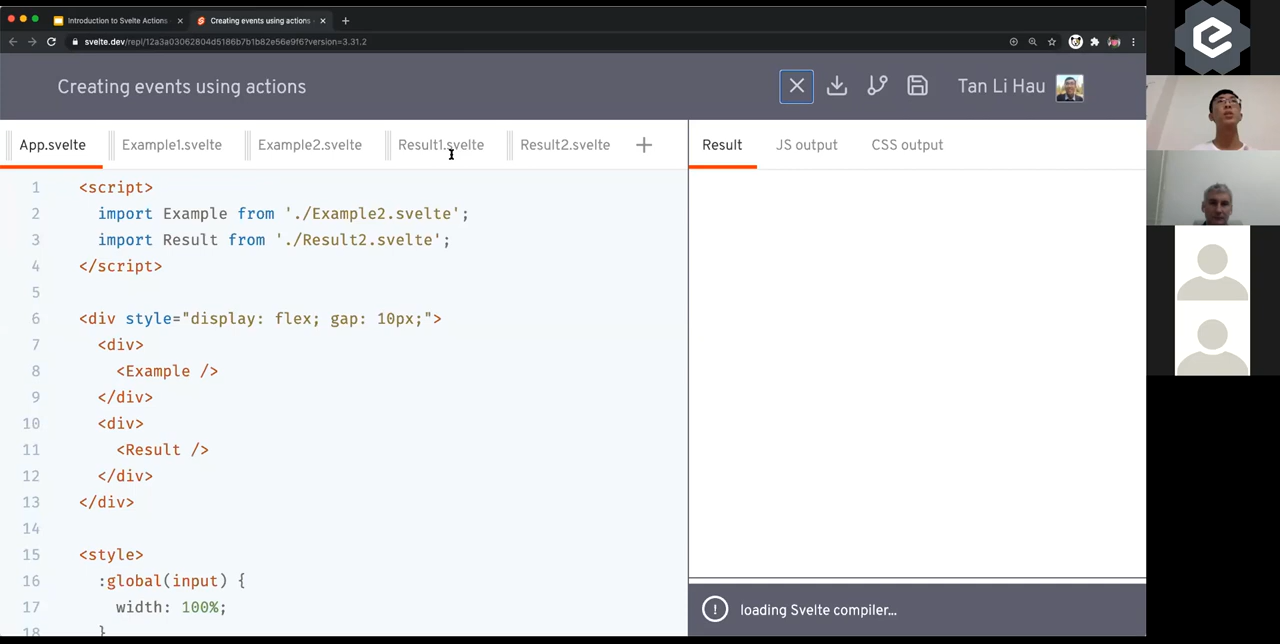 Introduction to Svelte Actions
Creating events using actions
svelte.dev/repl/12a3a03062804d5186b7b1b82e56e9f6?version=3.31.2
Creating events using actions
Tan Li Hau
App.svelte
Example1.svelte
Example2.svelte
Result1.svelte
Result2.svelte
Result
JS output
CSS output
1 <script>
2 import Example from './Example2.svelte';
3 import Result from './Result2.svelte';
4 </script>
5
6 <div style="display: flex; gap: 10px;">
7 <div>
8 <Example />
9 </div>
10 <div>
11 <Result />
12 </div>
13 </div>
14
15 <style>
16 :global(input) {
17 width: 100%;
18 }
loading Svelte compiler...